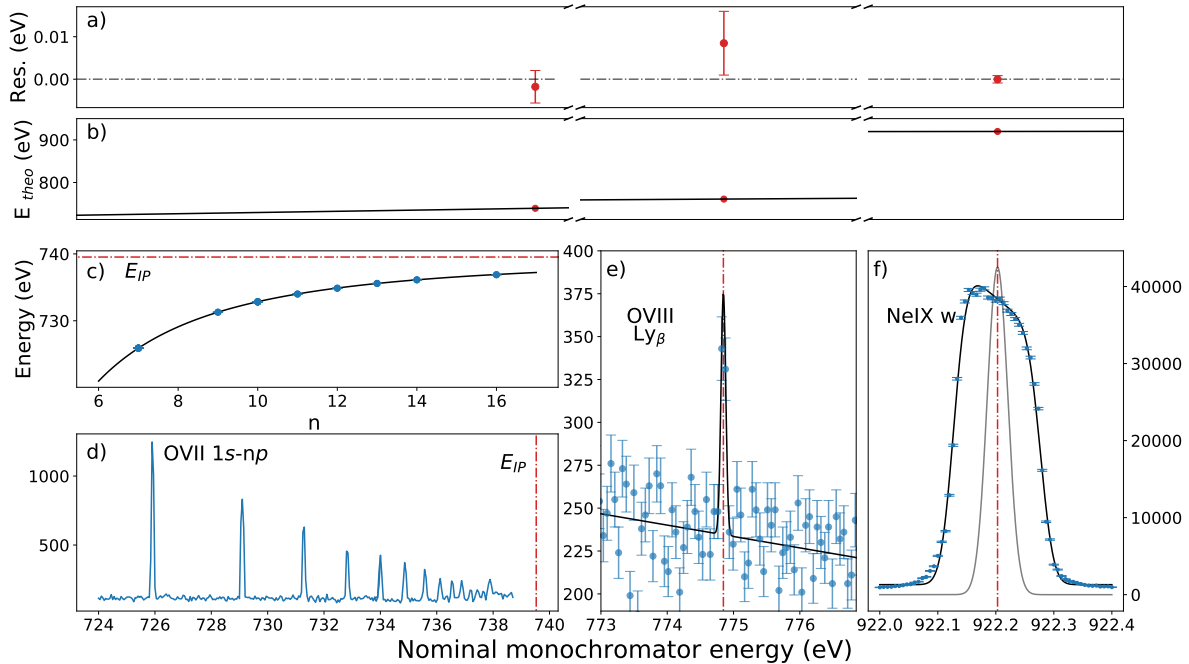 a)
Res. (eV)
0.01
0.00
b)
E theo (eV)
900
800
c)
E_IP
Energy (eV)
740
730
6 8 10 12 14 16
n
d)
OVII 1s-np
E_IP
1000
500
724 726 728 730 732 734 736 738 740
e)
OVIII
Lyβ
400
375
350
325
300
275
250
225
200
773 774 775 776
f)
NeIX w
40000
30000
20000
10000
0
922.0 922.1 922.2 922.3 922.4
Nominal monochromator energy (eV)